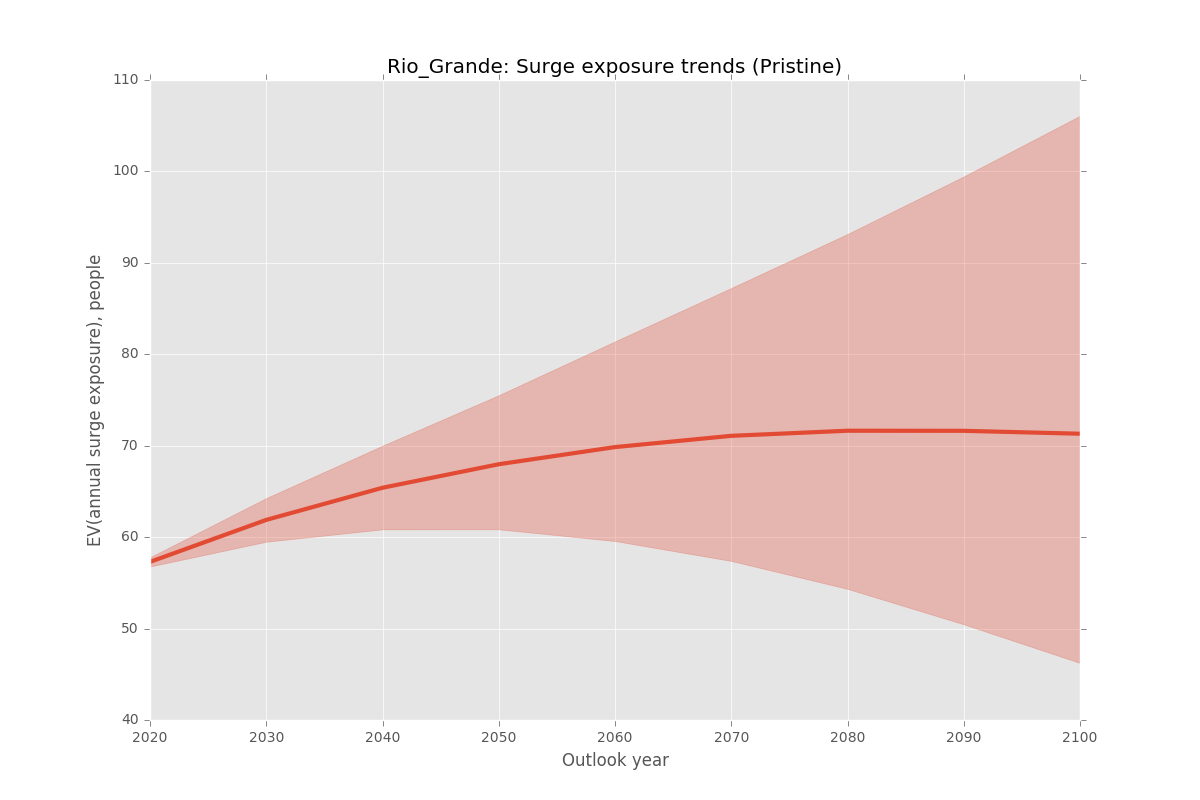 Rio_Grande: Surge exposure trends (Pristine)
110
100
90
80
70
60
50
40
EV(annual surge exposure), people
2020 2030 2040 2050 2060 2070 2080 2090 2100
Outlook year